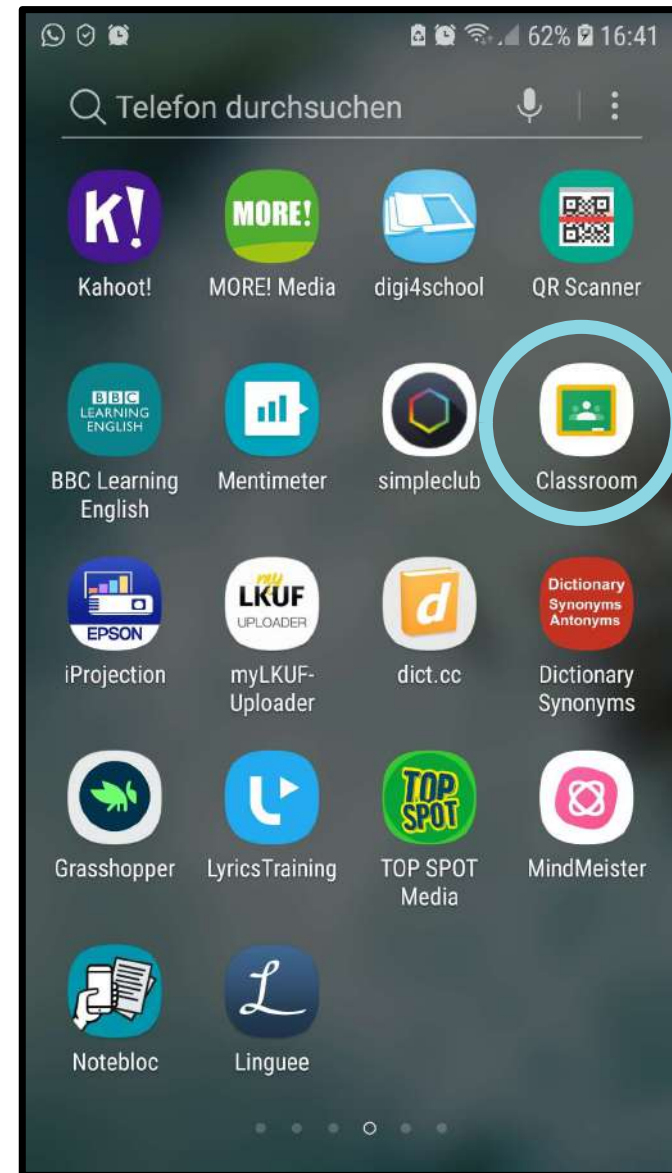 62% 16:41
Telefon durchsuchen
K!
MORE!
Kahoot!
MORE! Media
digi4school
QR Scanner
BBC
LEARNING
ENGLISH
BBC Learning
English
Mentimeter
simpleclub
Classroom
EPSON
iProjection
my
LKUF
UPLOADER
myLKUF-
Uploader
d
dict.cc
Dictionary
Synonyms
Antonyms
Dictionary
Synonyms
Grasshopper
LyricsTraining
TOP
SPOT
TOP SPOT
Media
MindMeister
Notebloc
L
Linguee